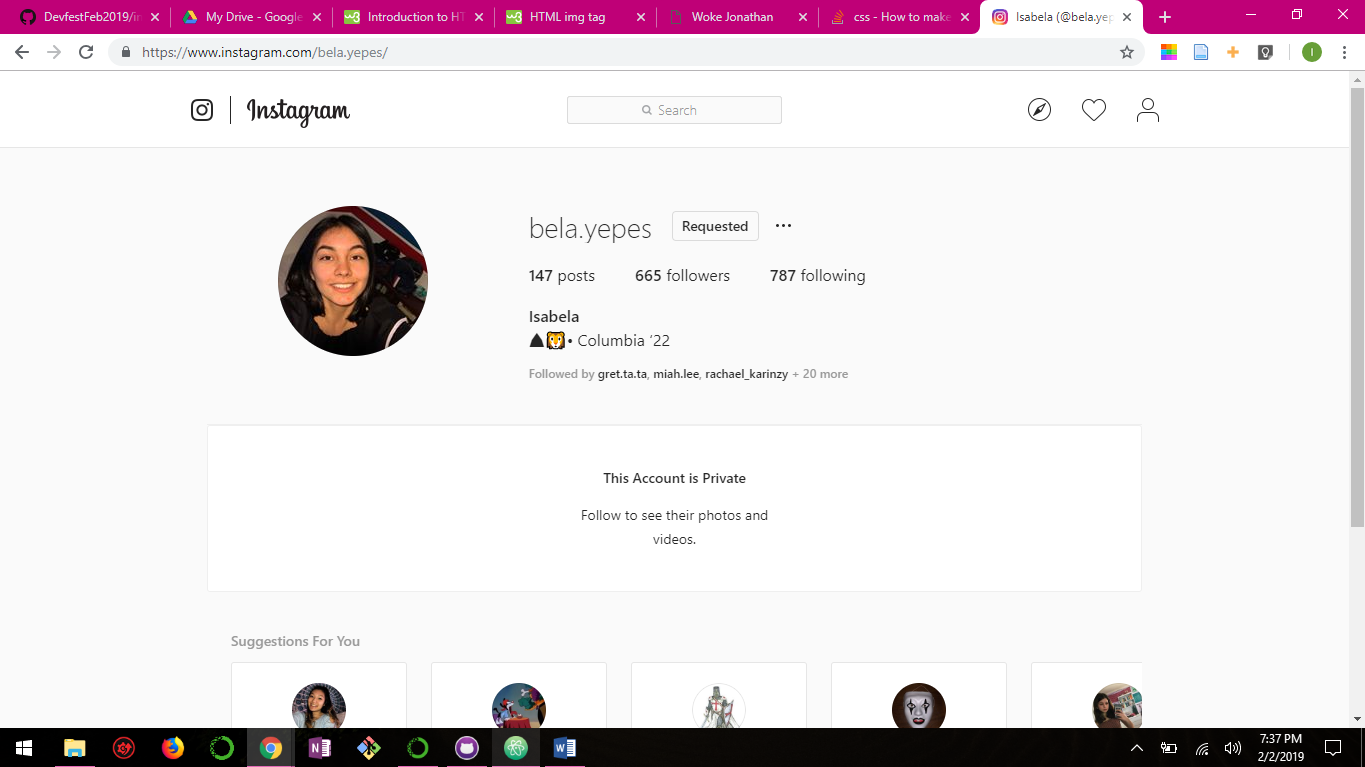 DevfestFeb2019/in
My Drive - Google
Introduction to HT
HTML img tag
Woke Jonathan
css - How to make
Isabela (@bela.yep
https://www.instagram.com/bela.yepes/
I
Instagram
Search
bela.yepes
Requested
147 posts
665 followers
787 following
Isabela
▲🐯• Columbia ’22
Followed by gret.ta.ta, miah.lee, rachael_karinzy + 20 more
This Account is Private
Follow to see their photos and
videos.
Suggestions For You
7:37 PM
2/2/2019